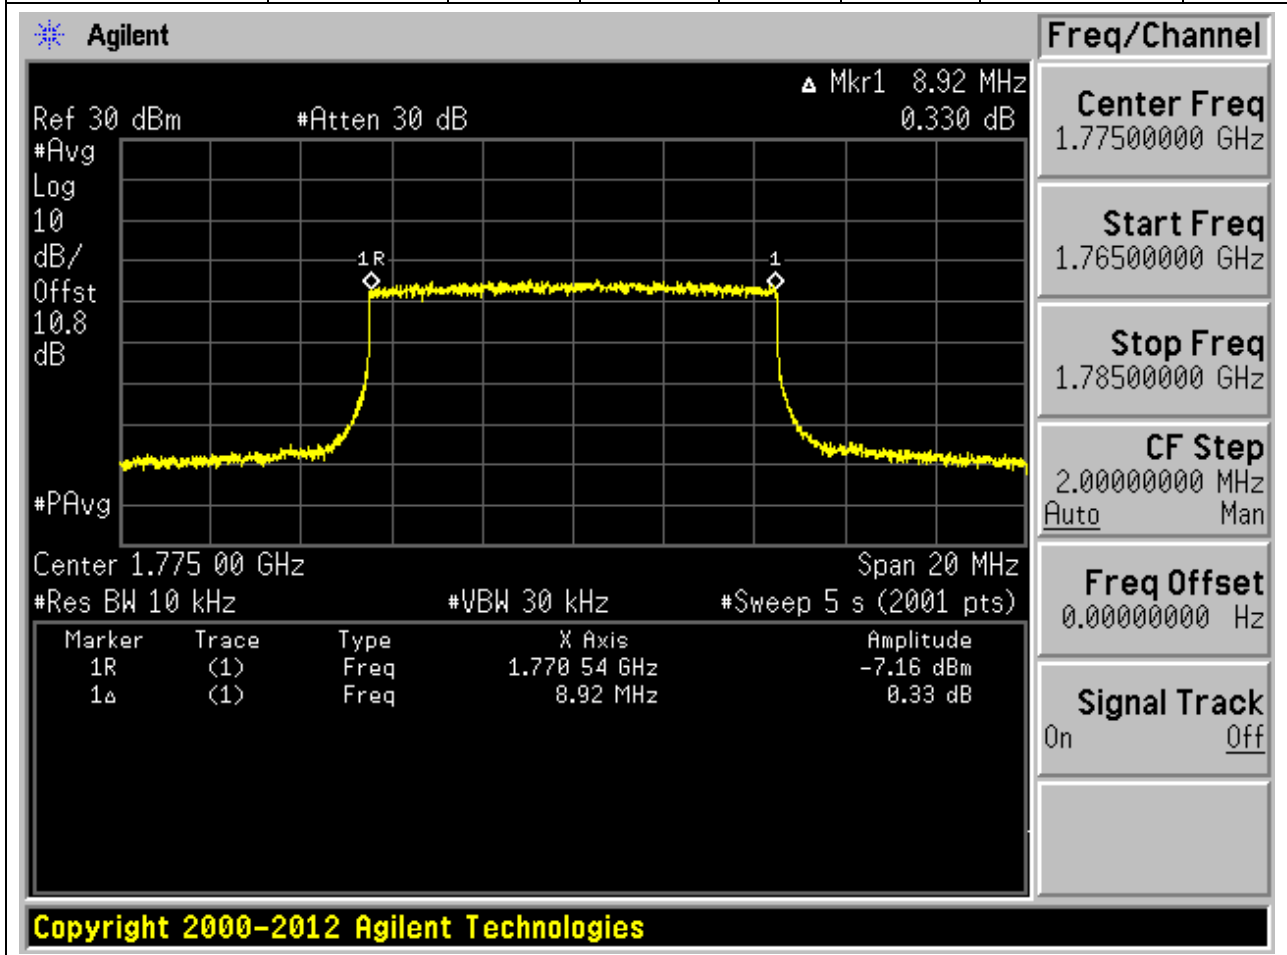 Agilent
Freq/Channel
▵ Mkr1 8.92 MHz
Ref 30 dBm #Atten 30 dB 0.330 dB
#Avg
Log
10
dB/
Offst
10.8
dB
1R 1
#PAvg
Center 1.775 00 GHz Span 20 MHz
#Res BW 10 kHz #VBW 30 kHz #Sweep 5 s (2001 pts)
Marker Trace Type X Axis Amplitude
1R (1) Freq 1.770 54 GHz -7.16 dBm
1▵ (1) Freq 8.92 MHz 0.33 dB
Center Freq
1.77500000 GHz
Start Freq
1.76500000 GHz
Stop Freq
1.78500000 GHz
CF Step
2.00000000 MHz
Auto Man
Freq Offset
0.00000000 Hz
Signal Track
On Off
Copyright 2000-2012 Agilent Technologies